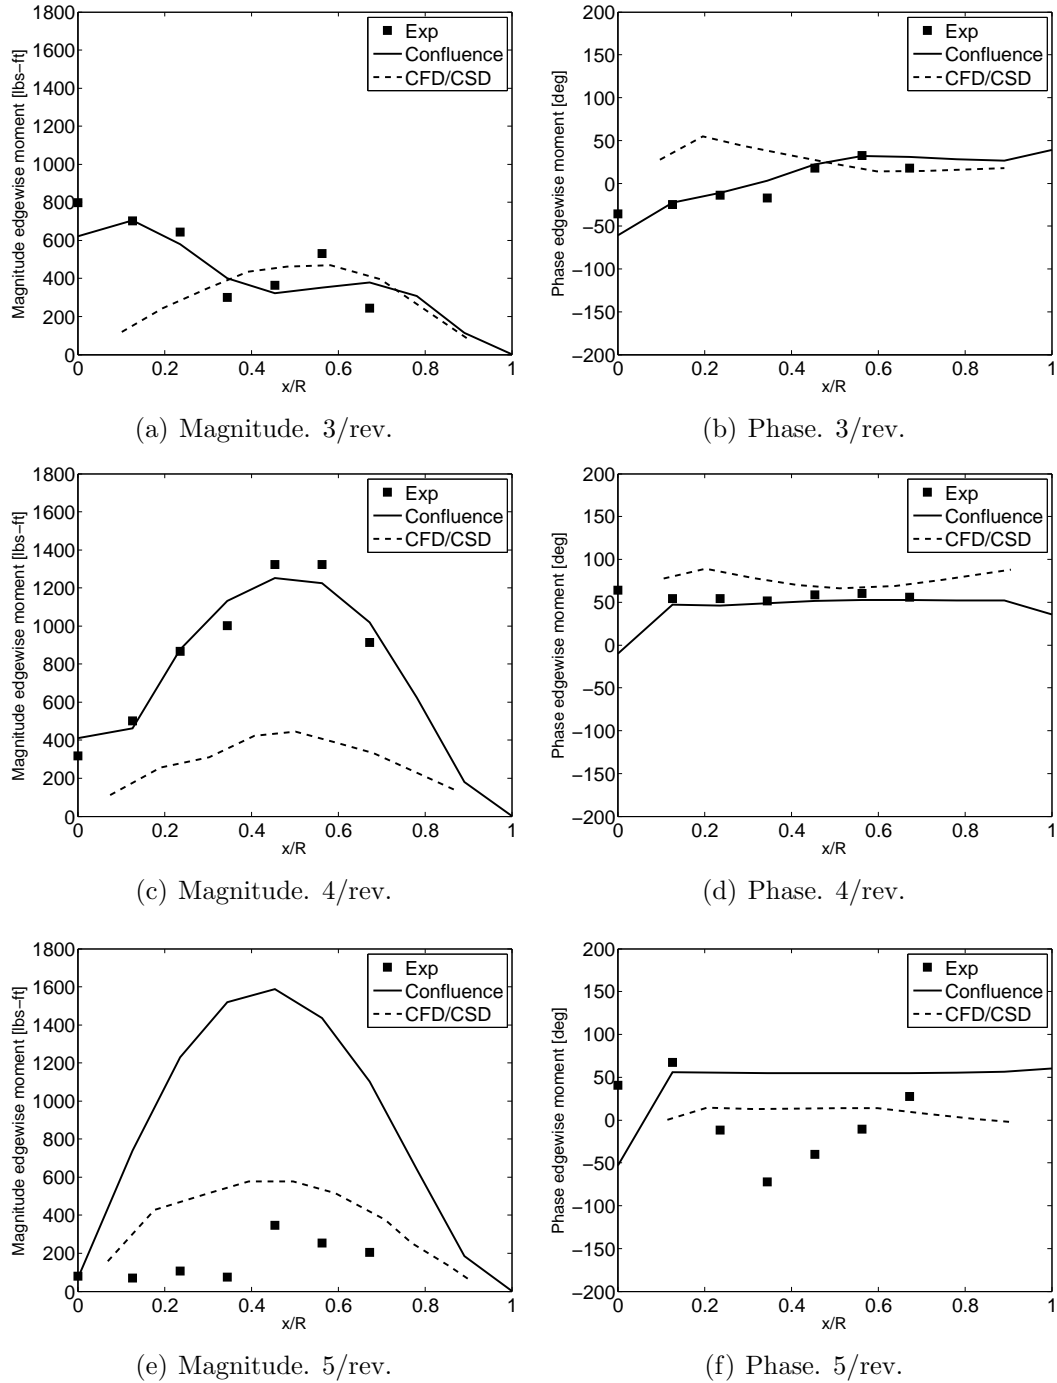 1800
1600
1400
1200
1000
800
600
400
200
0
Magnitude edgewise moment [lbs−ft]
0
0.2
0.4
0.6
0.8
1
x/R
Exp
Confluence
CFD/CSD
(a) Magnitude. 3/rev.
200
150
100
50
0
−50
−100
−150
−200
Phase edgewise moment [deg]
0
0.2
0.4
0.6
0.8
1
x/R
Exp
Confluence
CFD/CSD
(b) Phase. 3/rev.
1800
1600
1400
1200
1000
800
600
400
200
0
Magnitude edgewise moment [lbs−ft]
0
0.2
0.4
0.6
0.8
1
x/R
Exp
Confluence
CFD/CSD
(c) Magnitude. 4/rev.
200
150
100
50
0
−50
−100
−150
−200
Phase edgewise moment [deg]
0
0.2
0.4
0.6
0.8
1
x/R
Exp
Confluence
CFD/CSD
(d) Phase. 4/rev.
1800
1600
1400
1200
1000
800
600
400
200
0
Magnitude edgewise moment [lbs−ft]
0
0.2
0.4
0.6
0.8
1
x/R
Exp
Confluence
CFD/CSD
(e) Magnitude. 5/rev.
200
150
100
50
0
−50
−100
−150
−200
Phase edgewise moment [deg]
0
0.2
0.4
0.6
0.8
1
x/R
Exp
Confluence
CFD/CSD
(f) Phase. 5/rev.